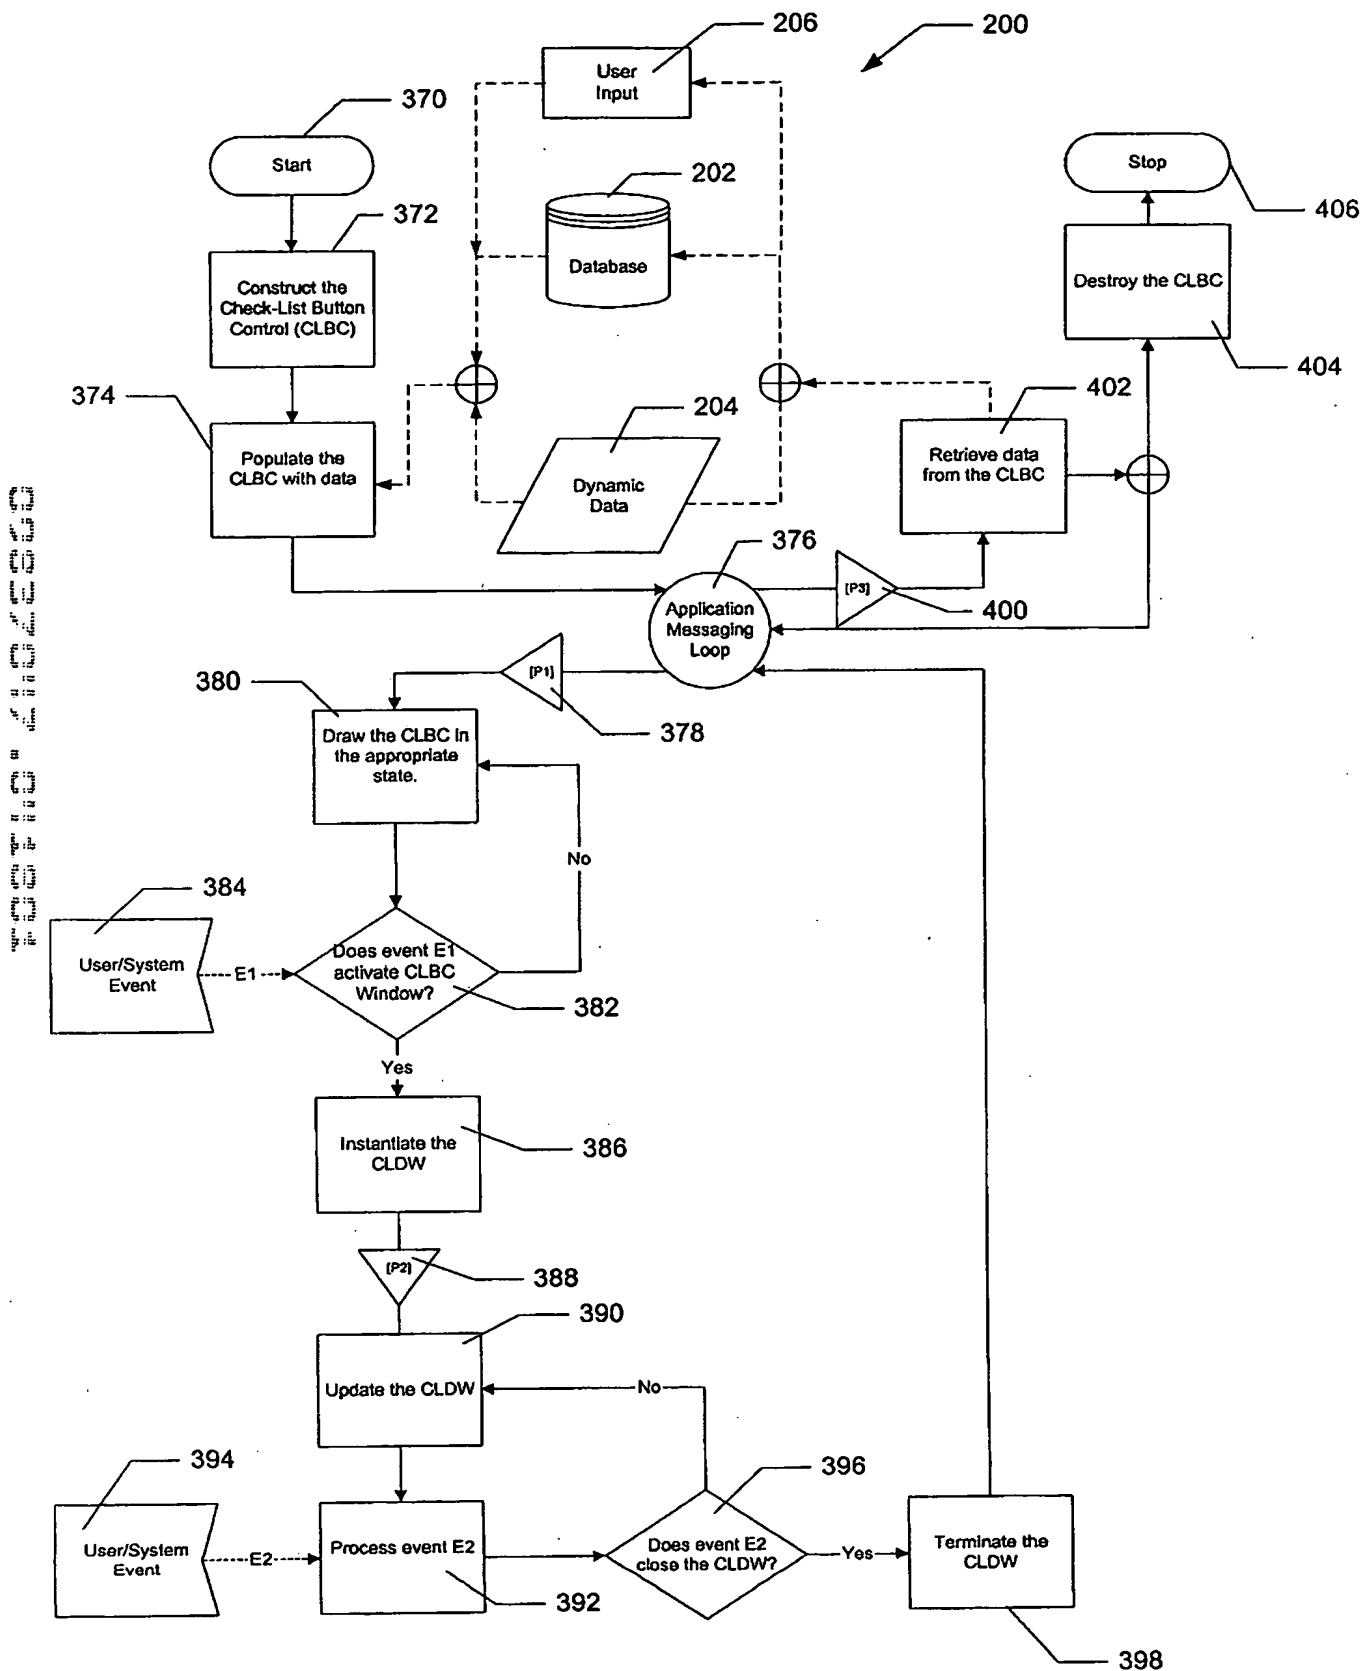 206
200
User
Input
370
Start
202
Stop
406
372
Database
Construct the
Check-List Button
Control (CLBC)
Destroy the CLBC
404
374
204
402
Populate the
CLBC with data
Dynamic
Data
Retrieve data
from the CLBC
376
[P3]
400
Application
Messaging
Loop
380
[P1]
378
Draw the CLBC in
the appropriate
state.
No
384
User/System
Event
E1
Does event E1
activate CLBC
Window?
382
Yes
Instantiate the
CLDW
386
[P2]
388
390
Update the CLDW
No
394
396
User/System
Event
E2
Process event E2
392
Does event E2
close the CLDW?
Yes
Terminate the
CLDW
398